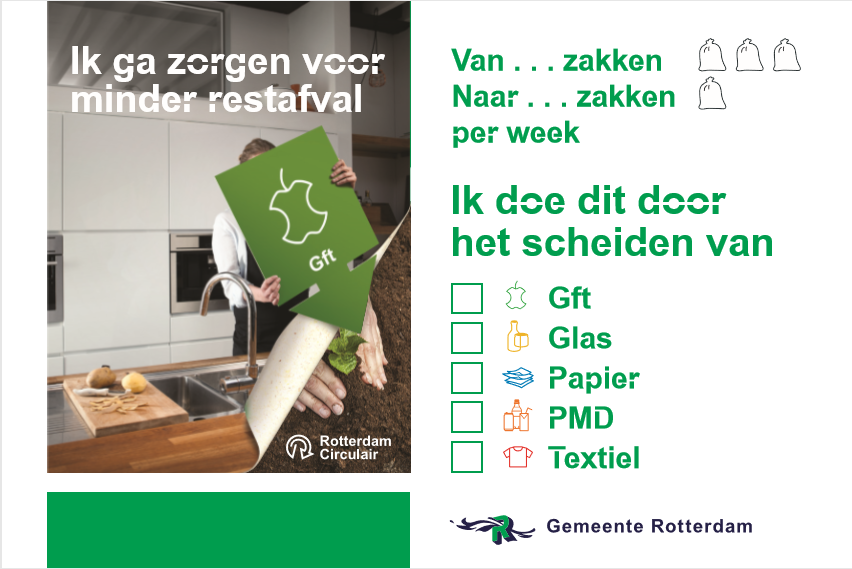 Ik ga zorgen voor
minder restafval
Gft
Rotterdam
Circulair
Van . . . zakken
Naar . . . zakken
per week
Ik doe dit door
het scheiden van
Gft
Glas
Papier
PMD
Textiel
Gemeente Rotterdam